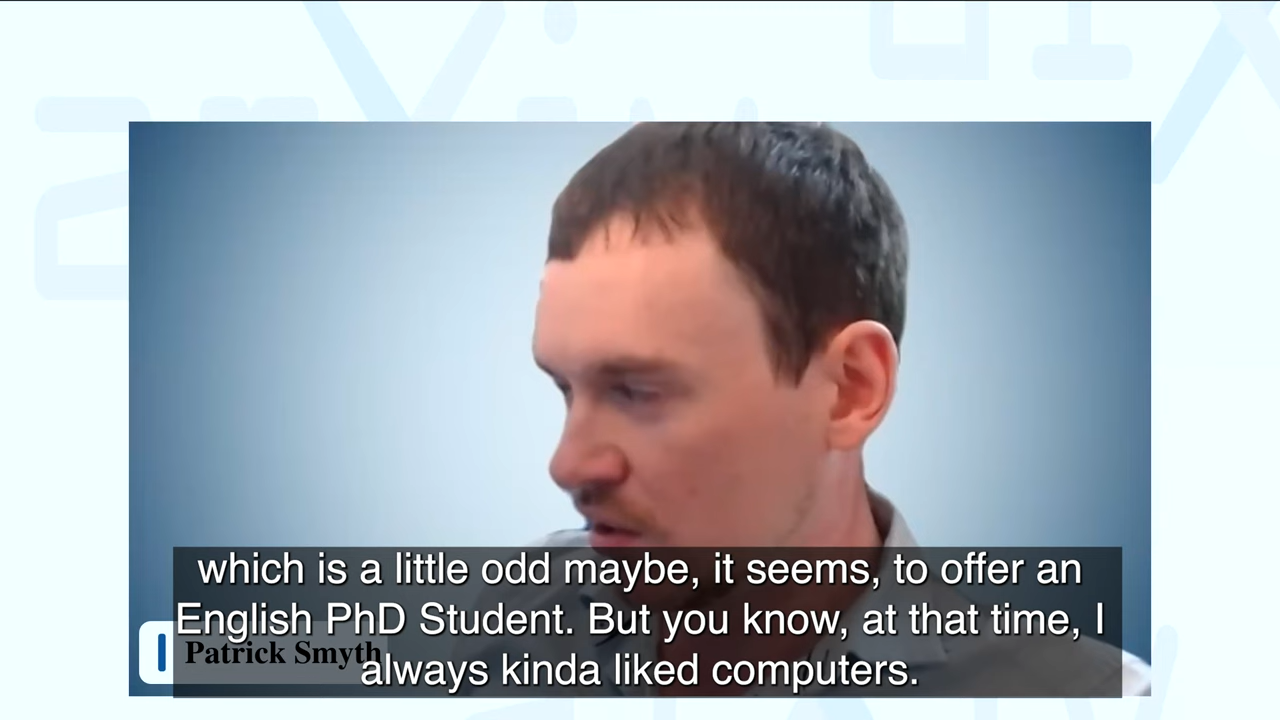 which is a little odd maybe, it seems, to offer an
English PhD Student. But you know, at that time, I
Patrick Smyth
always kinda liked computers.